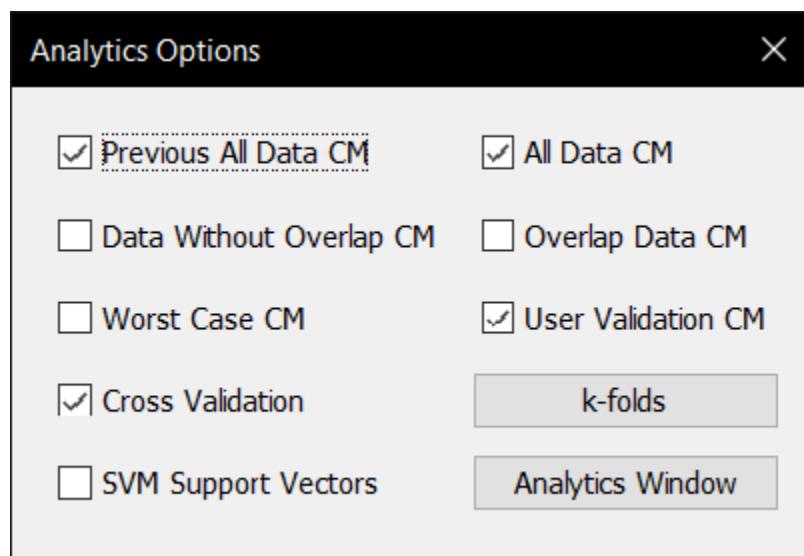 Analytics Options
Previous All Data CM
All Data CM
Data Without Overlap CM
Overlap Data CM
Worst Case CM
User Validation CM
Cross Validation
k-folds
SVM Support Vectors
Analytics Window